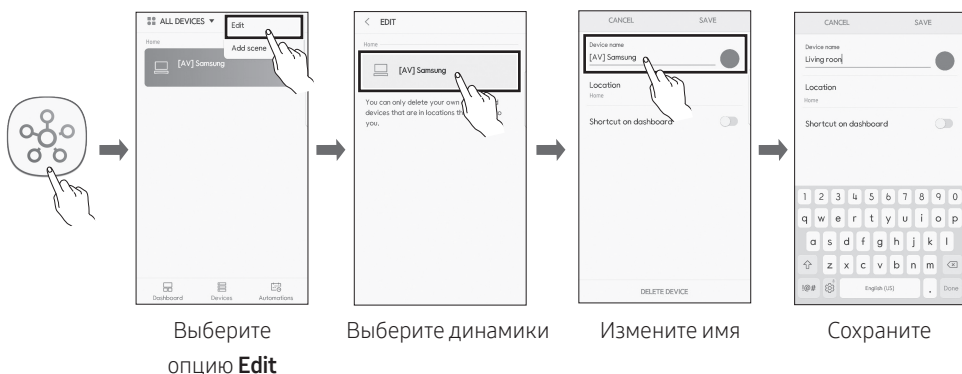 ALL DEVICES ▼
Edit
Home
Add scene
[AV] Samsung
Dashboard
Devices
Automations
Выберите
опцию Edit
< EDIT
Home
[AV] Samsung
You can only delete your own
devices that are in locations
you.
Выберите динамики
CANCEL SAVE
Device name
[AV] Samsung
Location
Home
Shortcut on dashboard
DELETE DEVICE
Измените имя
CANCEL SAVE
Device name
Living room
Location
Home
Shortcut on dashboard
1 2 3 4 5 6 7 8 9 0
q w e r t y u i o p
a s d f g h j k l
z x c v b n m
!@# English (US) . Done
Сохраните